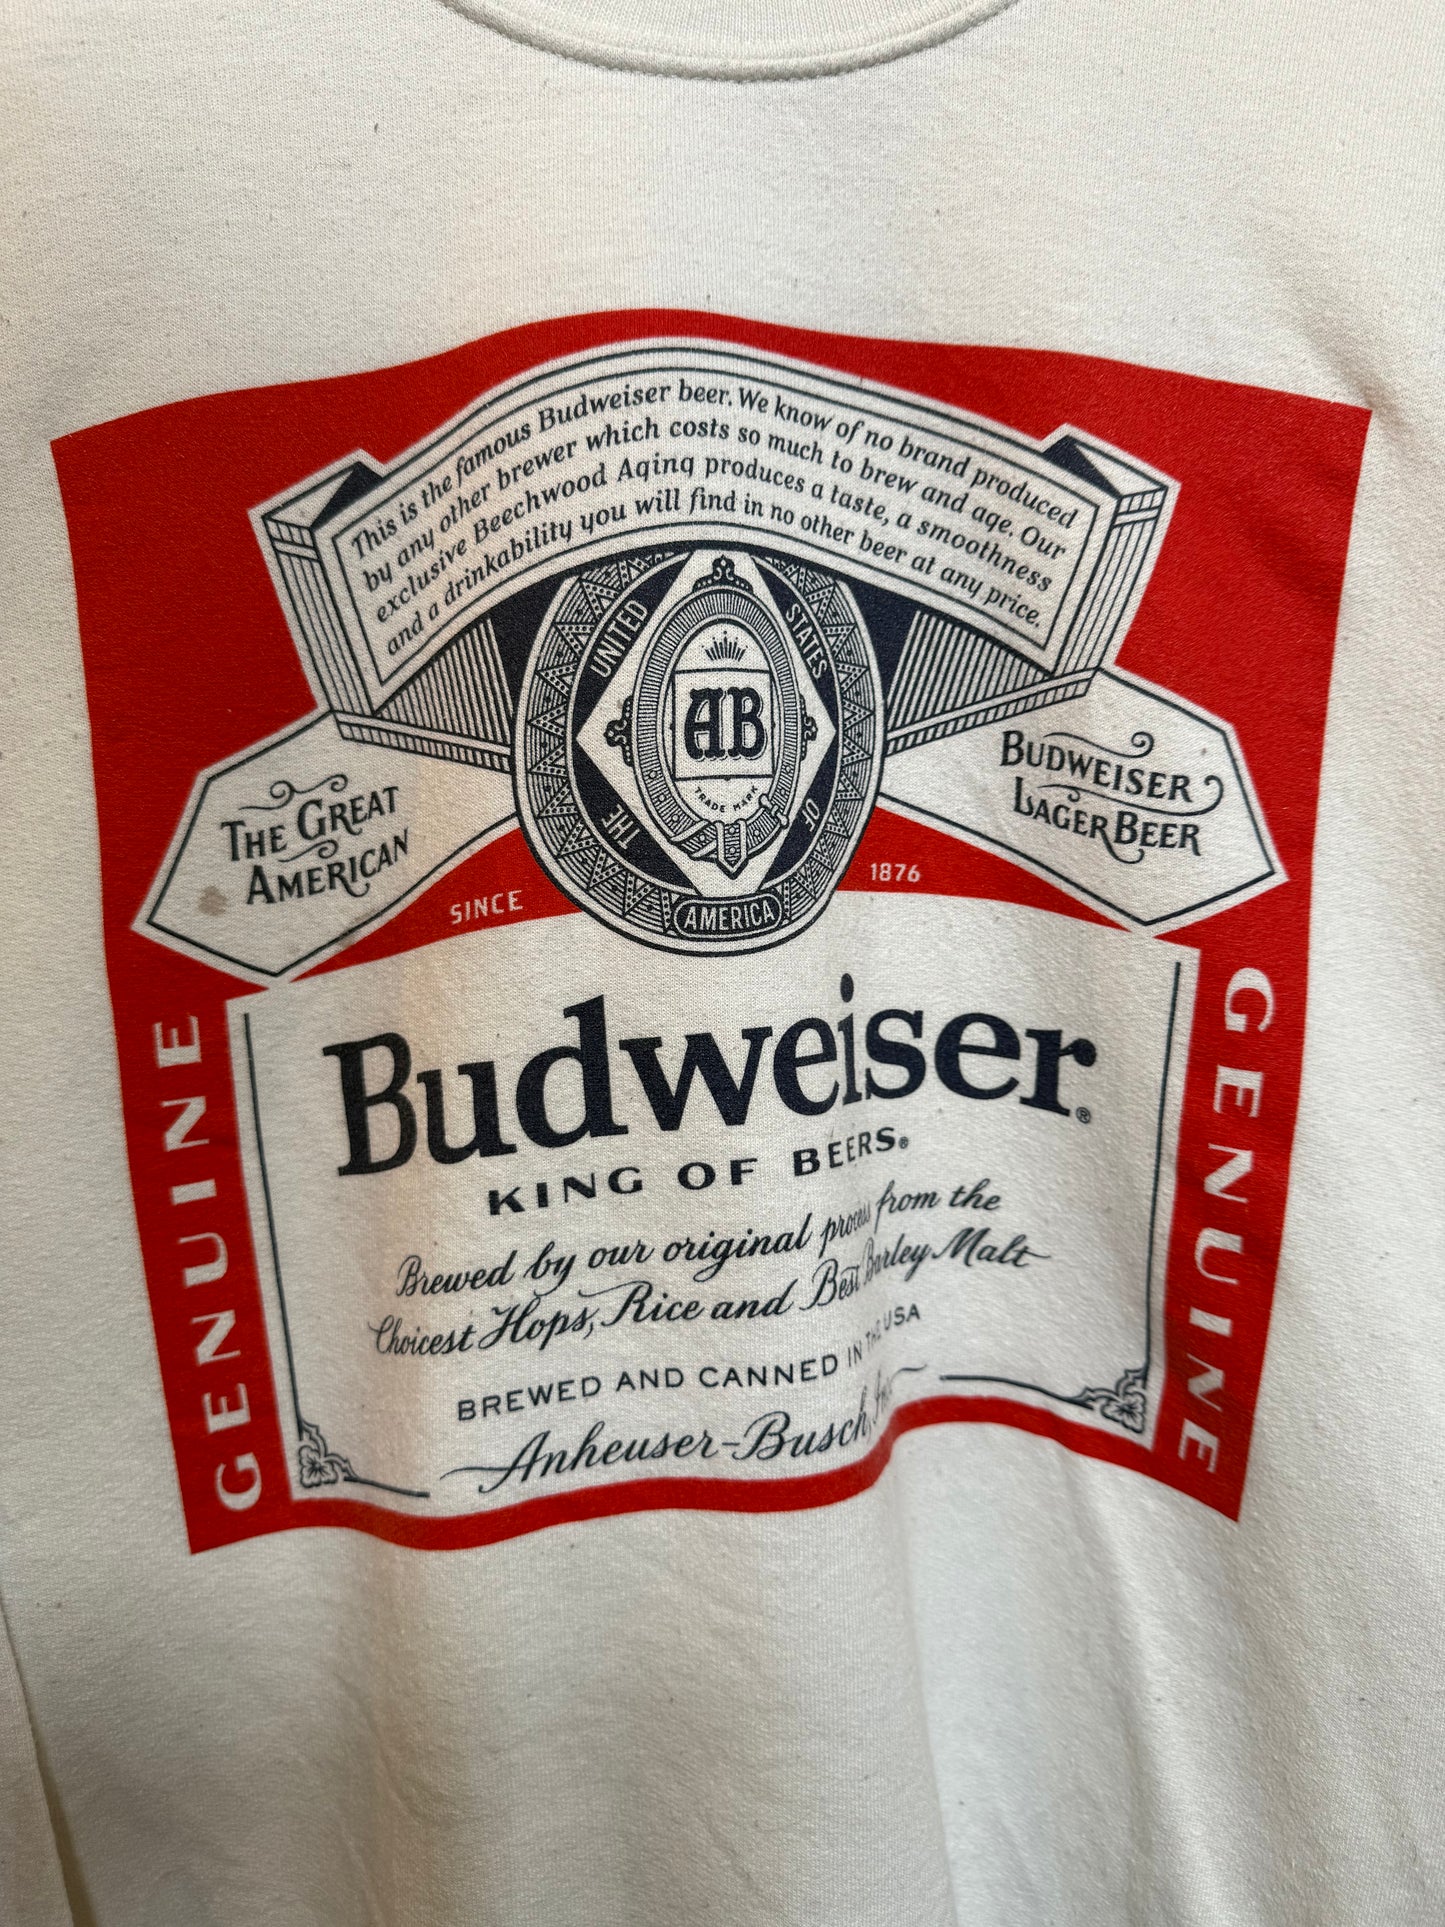 This is the famous Budweiser beer. We know of no brand produced
by any other brewer which costs so much to brew and age. Our
exclusive Beechwood Aging produces a taste, a smoothness
and a drinkability you will find in no other beer at any price.
UNITED
STATES
AB
TRADE MARK
THE
OF
AMERICA
THE GREAT
AMERICAN
BUDWEISER
LAGER BEER
SINCE
1876
GENUINE
GENUINE
Budweiser®
KING OF BEERS®
Brewed by our original process from the
Choicest Hops, Rice and Best Barley Malt
BREWED AND CANNED IN THE USA
Anheuser-Busch, Inc.